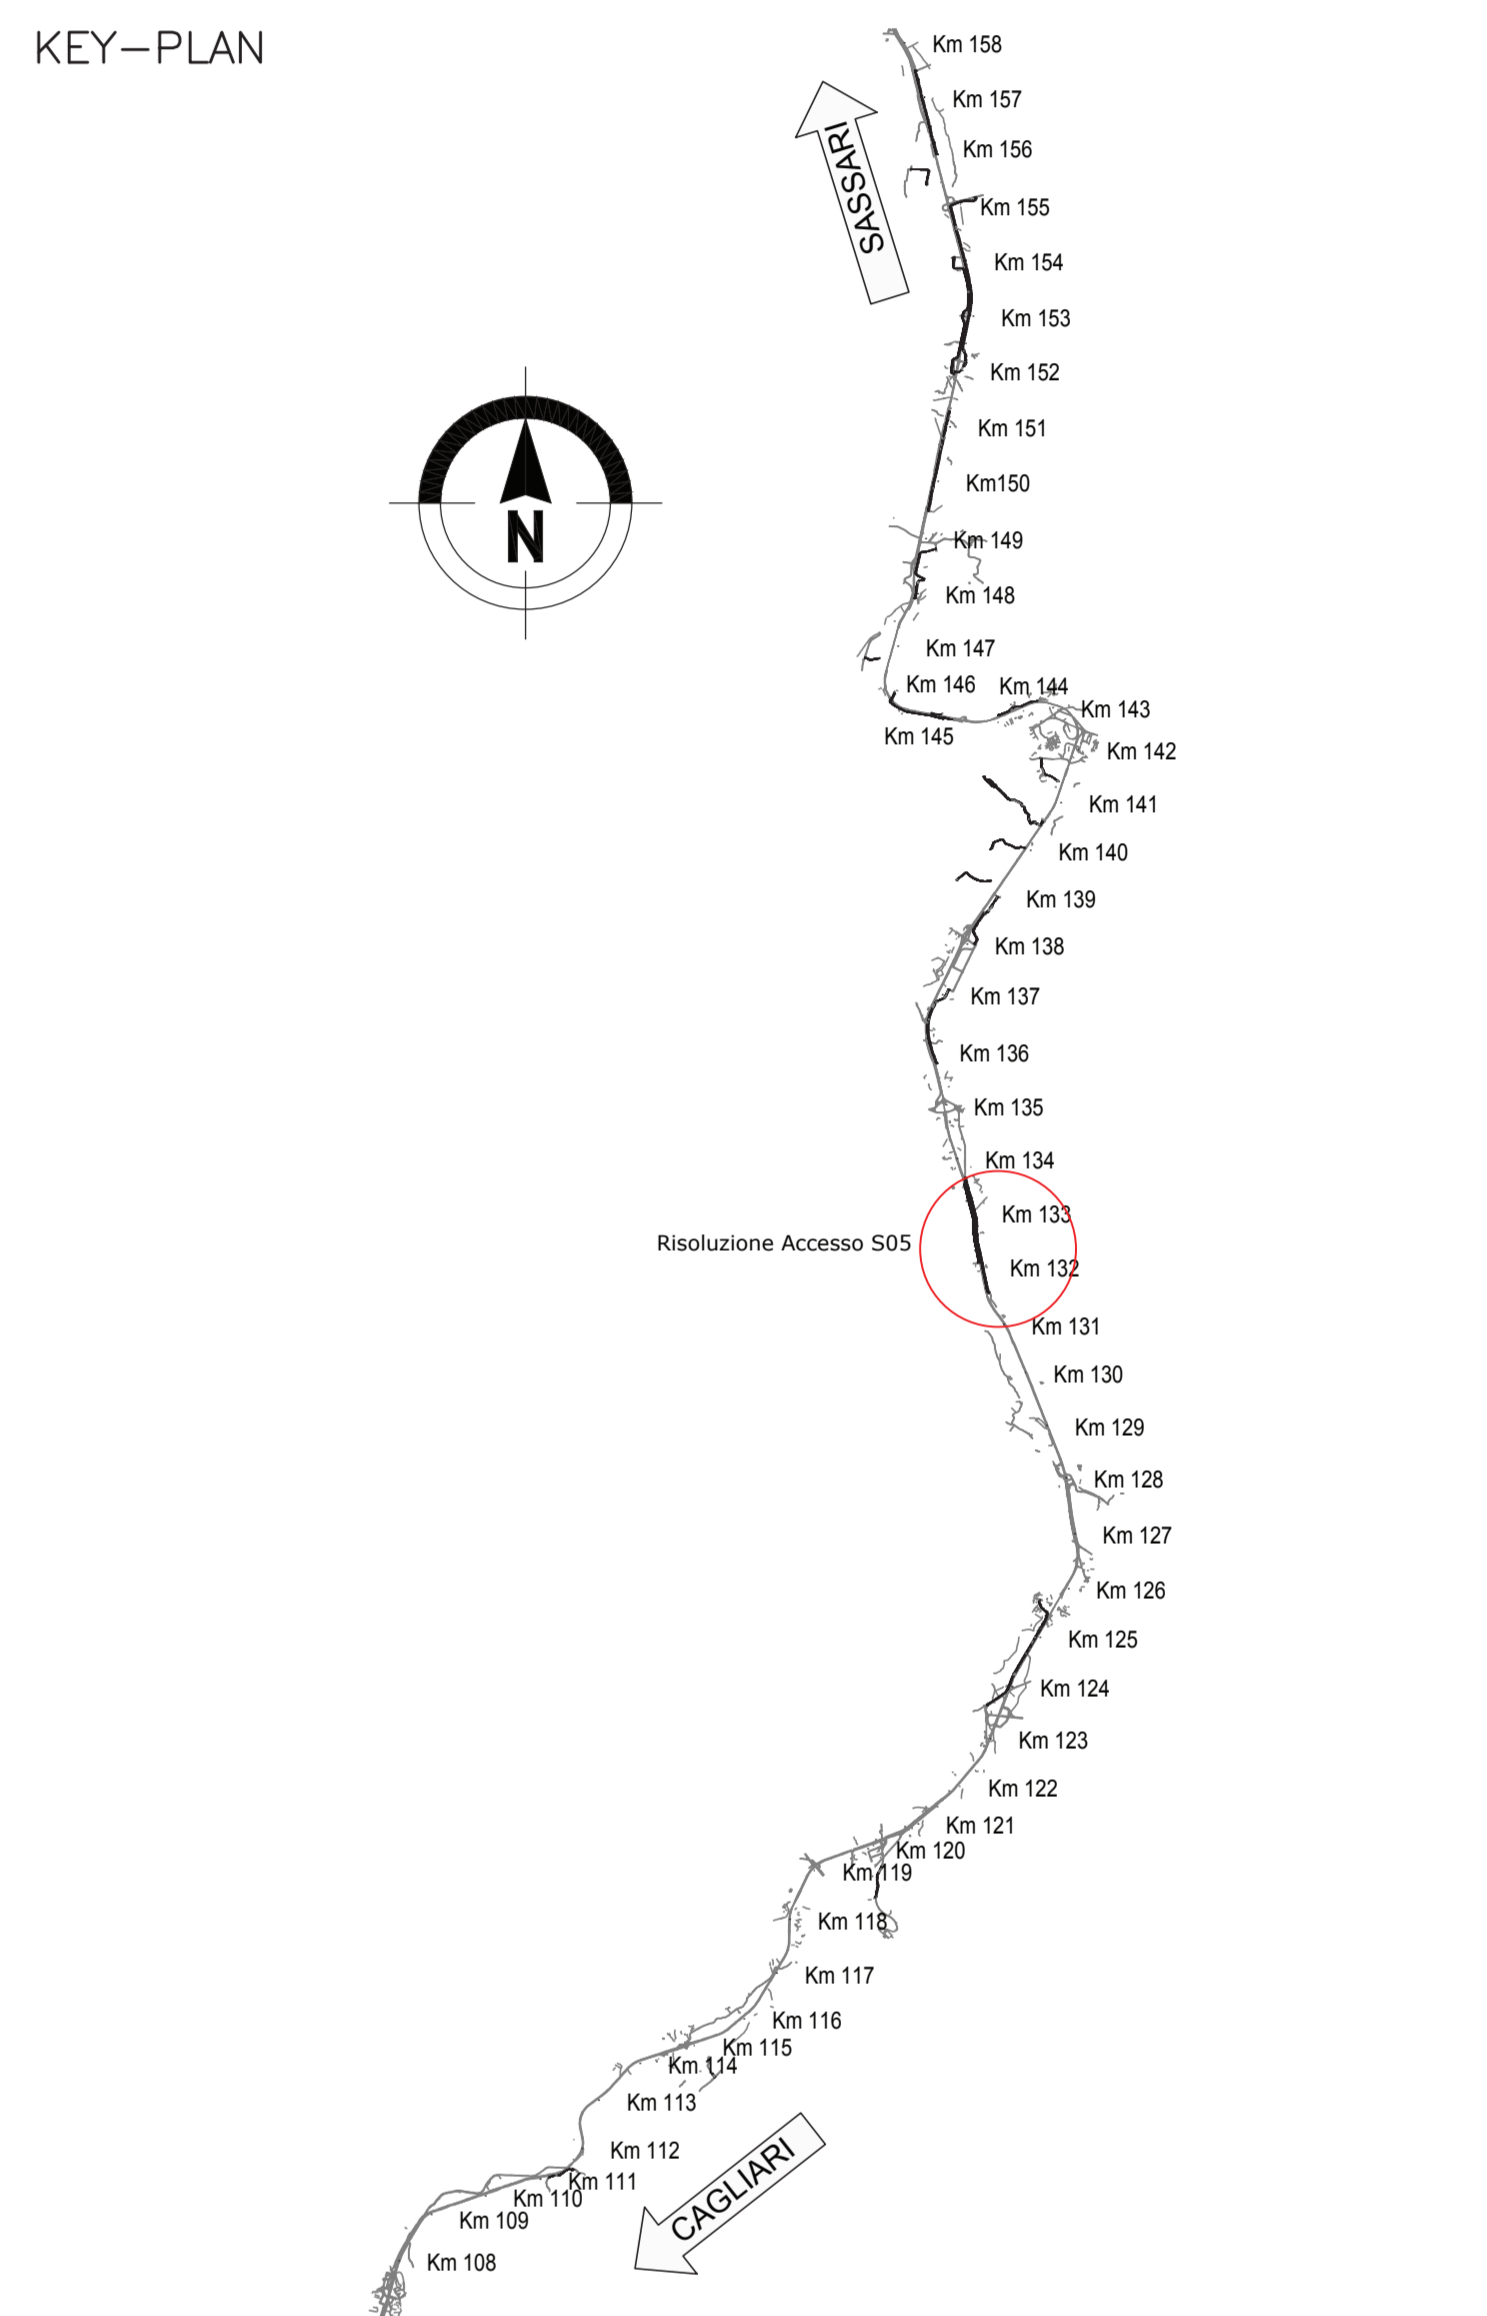 KEY-PLAN
Km 158
Km 157
SASSARI
Km 156
Km 155
Km 154
Km 153
Km 152
Km 151
Km150
N
Km 149
Km 148
Km 147
Km 146
Km 144
Km 143
Km 145
Km 142
Km 141
Km 140
Km 139
Km 138
Km 137
Km 136
Km 135
Km 134
Km 133
Risoluzione Accesso S05
Km 132
Km 131
Km 130
Km 129
Km 128
Km 127
Km 126
Km 125
Km 124
Km 123
Km 122
Km 121
Km 120
Km 119
Km 118
Km 117
Km 116
Km 115
Km 114
Km 113
Km 112
Km 111
Km 110
CAGLIARI
Km 109
Km 108